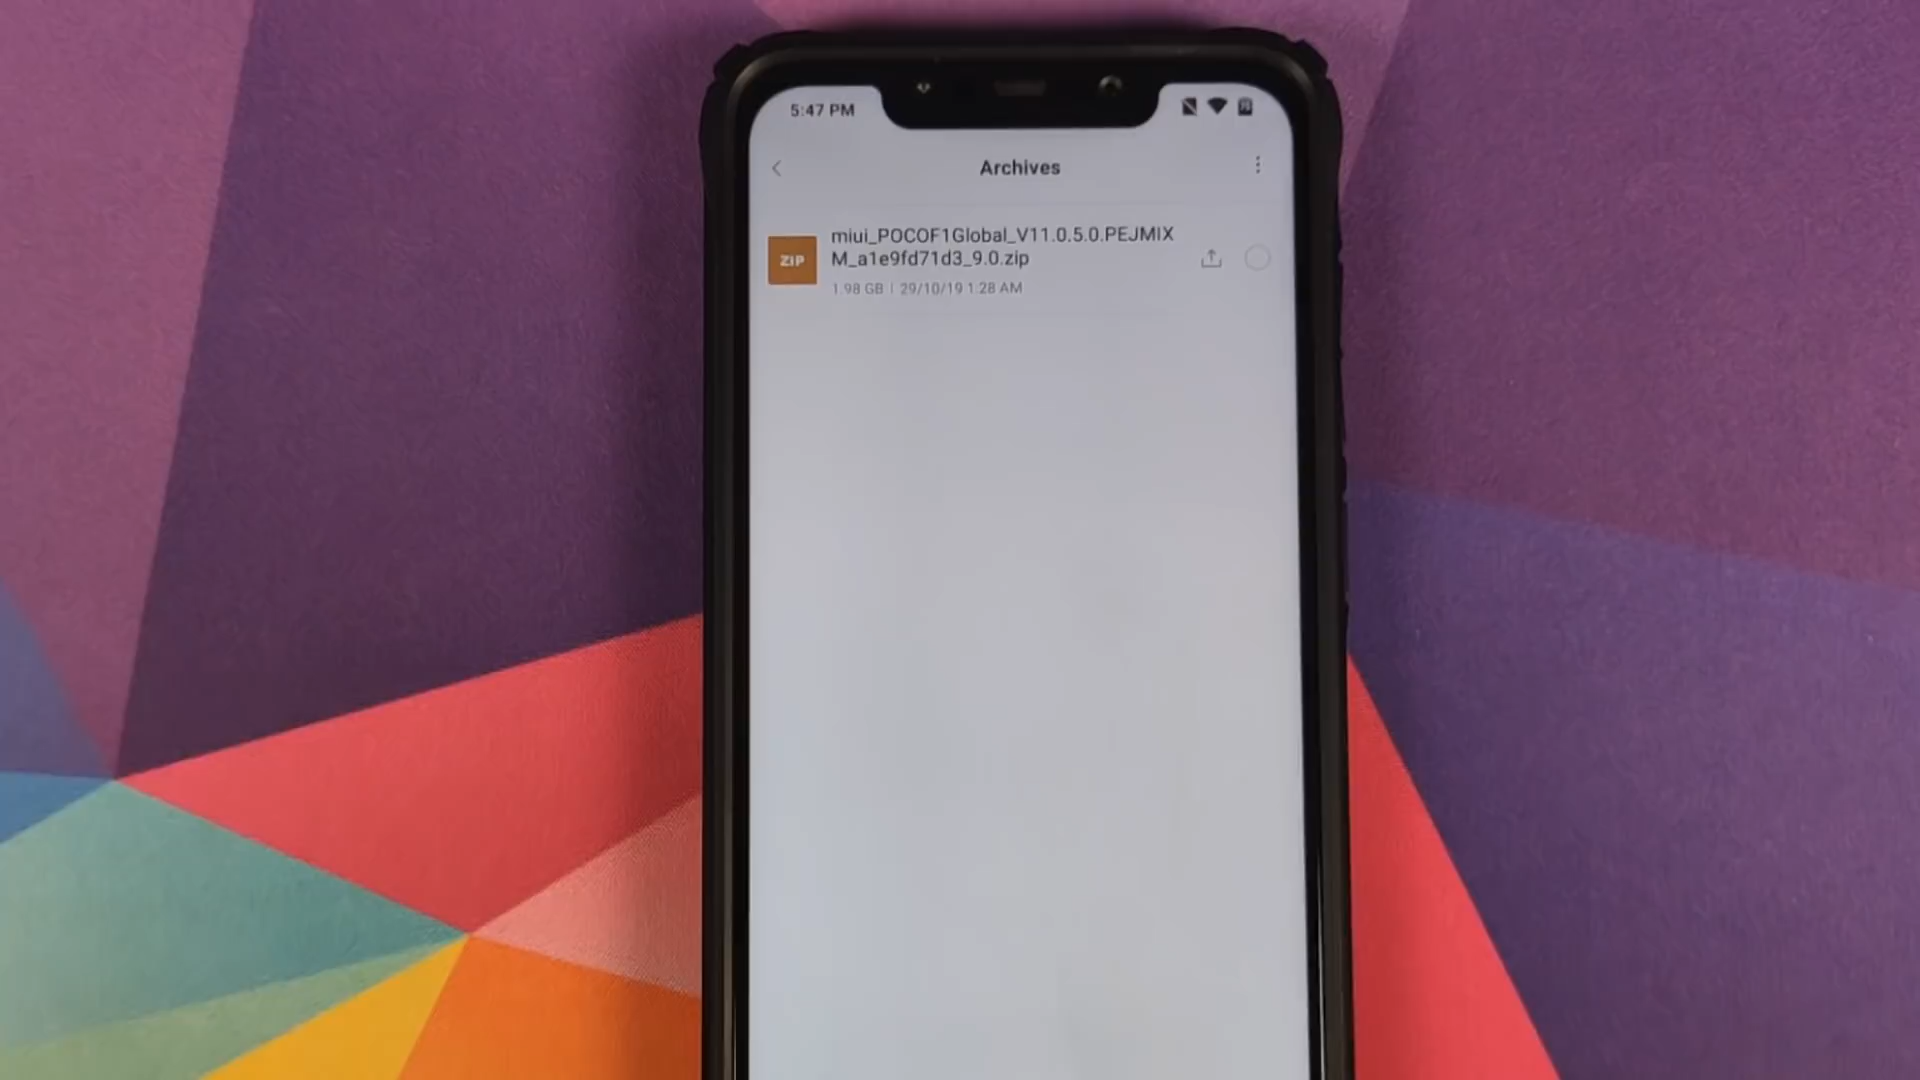 5:47 PM
Archives
miui_POCOF1Global_V11.0.5.0.PEJMIX
M_a1e9fd71d3_9.0.zip
ZIP
1.98 GB | 29/10/19 1:28 AM